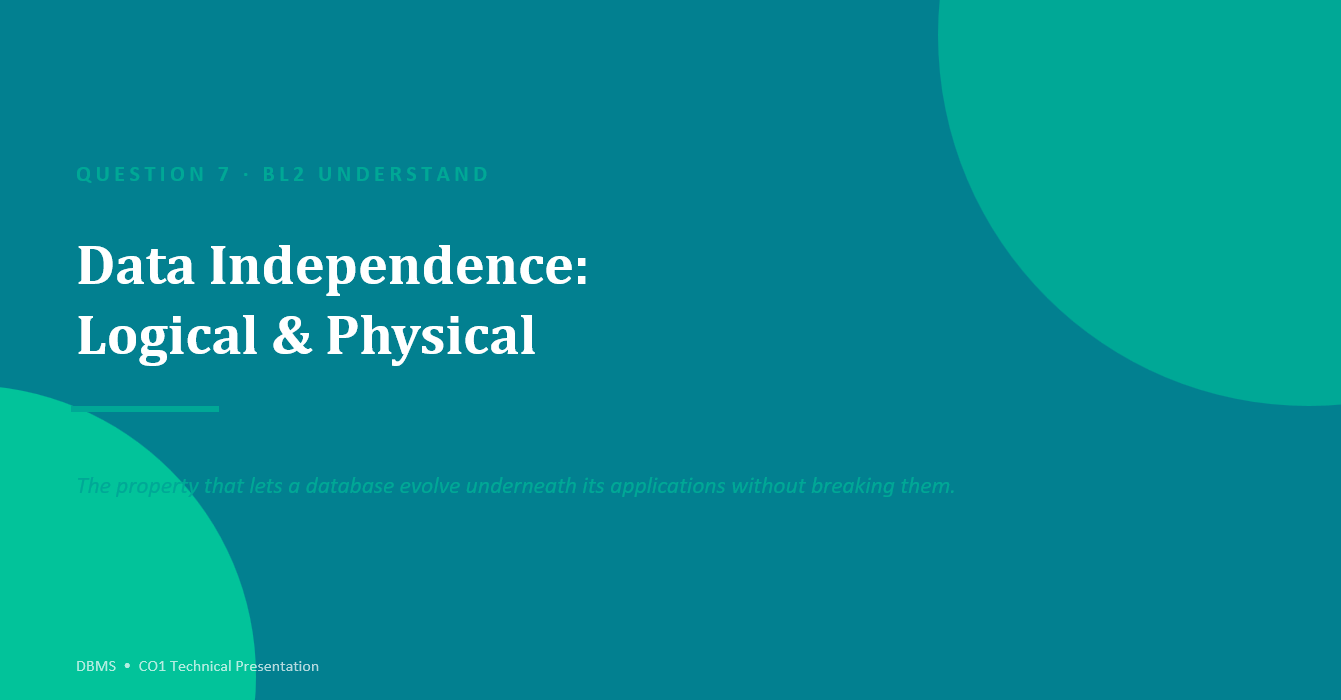 QUESTION 7 · BL2 UNDERSTAND
Data Independence:
Logical & Physical
The property that lets a database evolve underneath its applications without breaking them.
DBMS • CO1 Technical Presentation